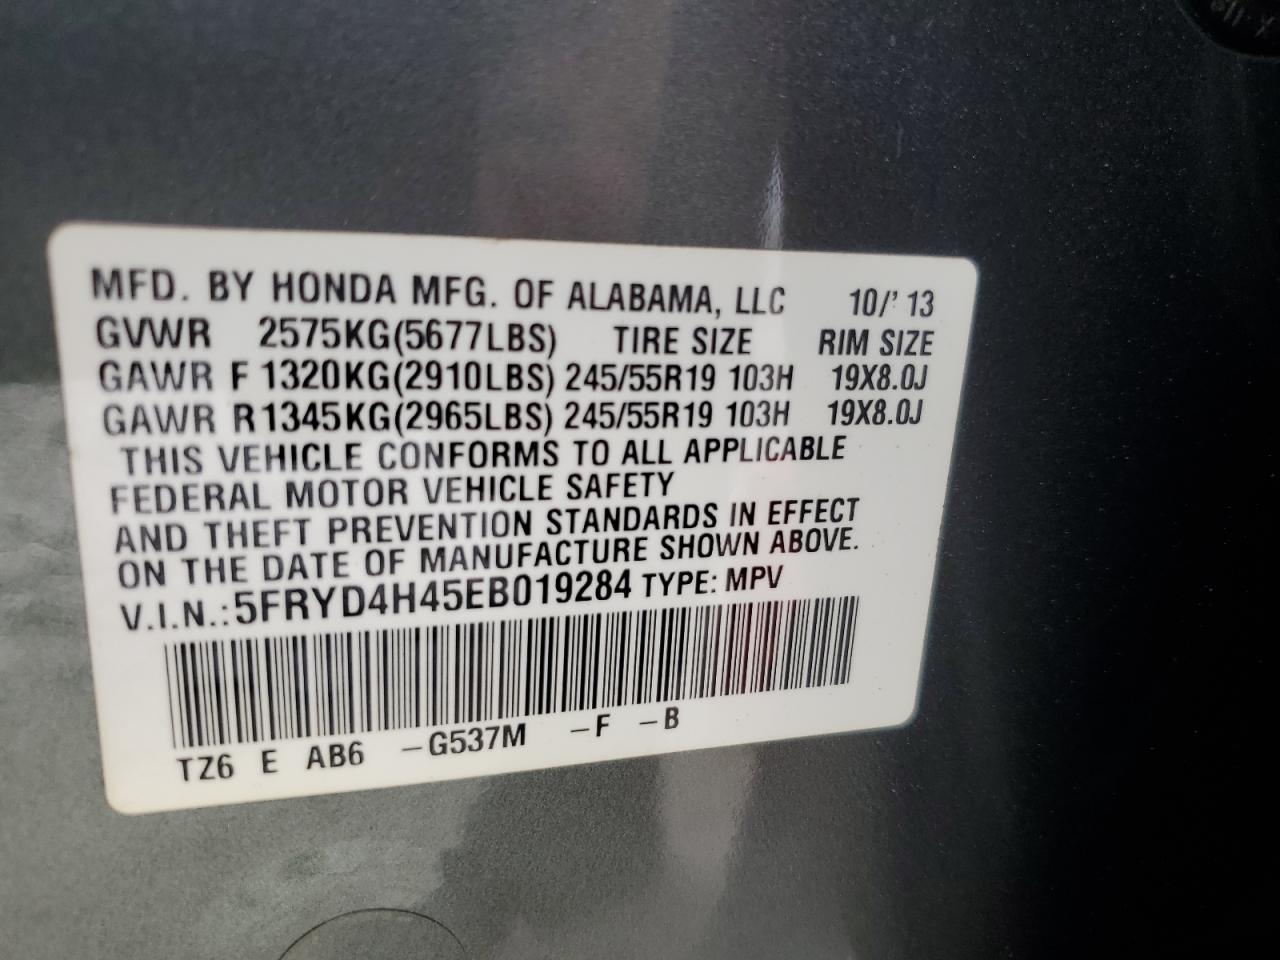 MFD. BY HONDA MFG. OF ALABAMA, LLC 10/' 13
GVWR 2575KG(5677LBS) TIRE SIZE RIM SIZE
GAWR F 1320KG(2910LBS) 245/55R19 103H 19X8.0J
GAWR R 1345KG(2965LBS) 245/55R19 103H 19X8.0J
THIS VEHICLE CONFORMS TO ALL APPLICABLE
FEDERAL MOTOR VEHICLE SAFETY
AND THEFT PREVENTION STANDARDS IN EFFECT
ON THE DATE OF MANUFACTURE SHOWN ABOVE.
V.I.N.:5FRYD4H45EB019284 TYPE: MPV
TZ6 E AB6 -G537M -F -B